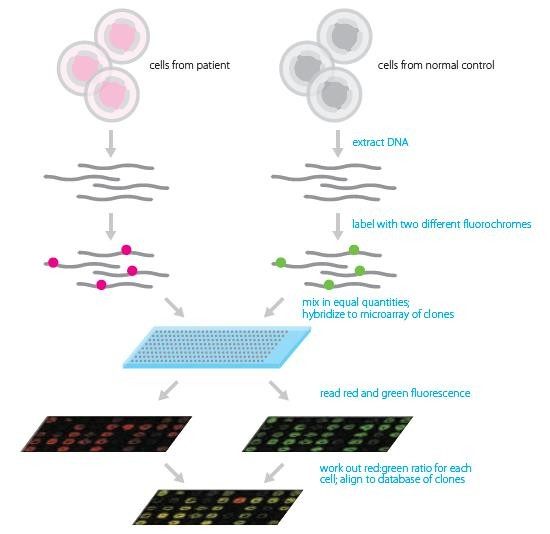 cells from patient
cells from normal control
extract DNA
label with two different fluorochromes
mix in equal quantities;
hybridize to microarray of clones
read red and green fluorescence
work out red:green ratio for each
cell; align to database of clones